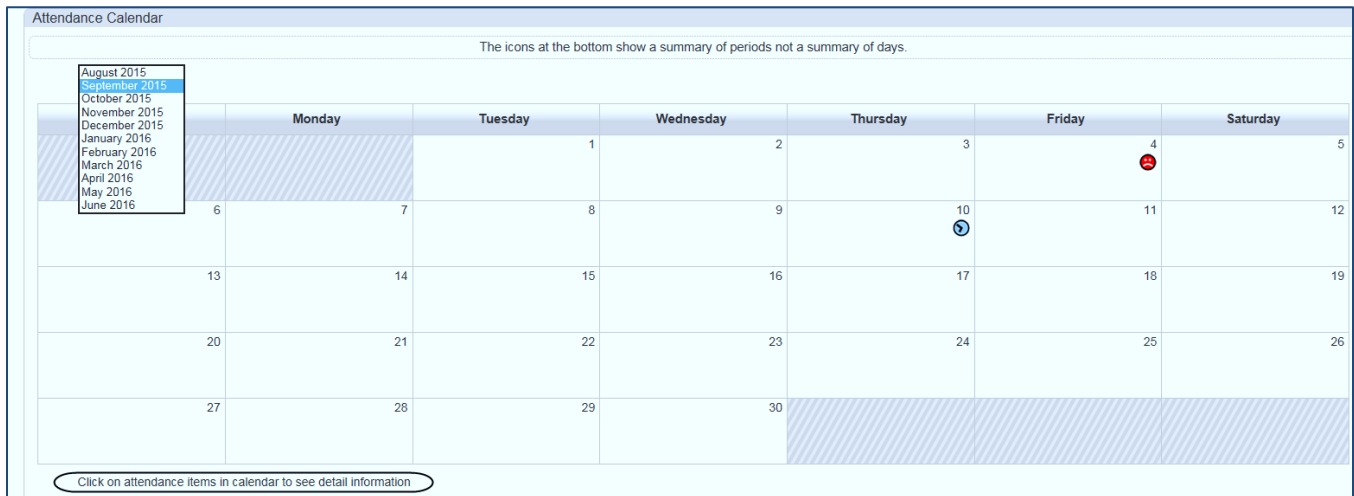 Attendance Calendar
The icons at the bottom show a summary of periods not a summary of days.
August 2015
September 2015
October 2015
November 2015
December 2015
January 2016
February 2016
March 2016
April 2016
May 2016
June 2016
Monday Tuesday Wednesday Thursday Friday Saturday
1 2 3 4 5
6 7 8 9 10 11 12
13 14 15 16 17 18 19
20 21 22 23 24 25 26
27 28 29 30
Click on attendance items in calendar to see detail information